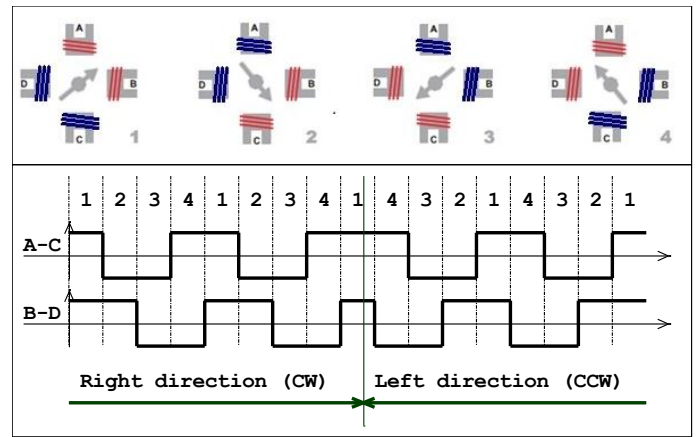 A
D
B
C
1
A
D
B
C
2
A
D
B
C
3
A
D
B
C
4
1 2 3 4 1 2 3 4 1 4 3 2 1 4 3 2 1
A-C
B-D
Right direction (CW) Left direction (CCW)